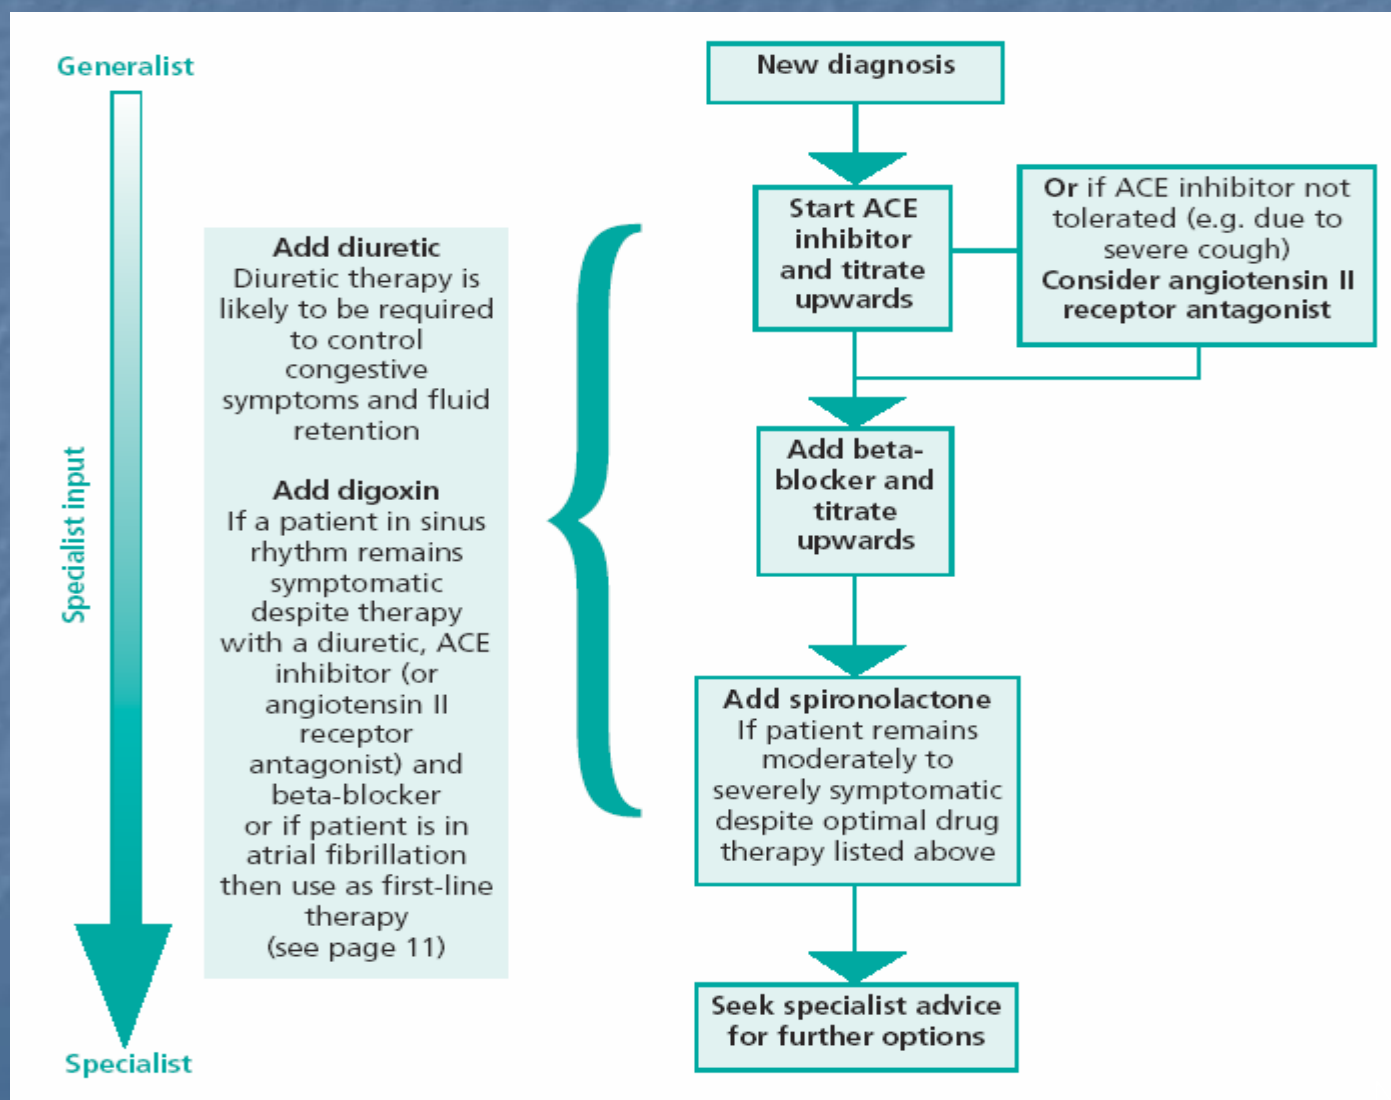 Generalist
Specialist input
Specialist
Add diuretic
Diuretic therapy is
likely to be required
to control
congestive
symptoms and fluid
retention
Add digoxin
If a patient in sinus
rhythm remains
symptomatic
despite therapy
with a diuretic, ACE
inhibitor (or
angiotensin II
receptor
antagonist) and
beta-blocker
or if patient is in
atrial fibrillation
then use as first-line
therapy
(see page 11)
New diagnosis
Start ACE
inhibitor
and titrate
upwards
Or if ACE inhibitor not
tolerated (e.g. due to
severe cough)
Consider angiotensin II
receptor antagonist
Add beta-
blocker and
titrate
upwards
Add spironolactone
If patient remains
moderately to
severely symptomatic
despite optimal drug
therapy listed above
Seek specialist advice
for further options